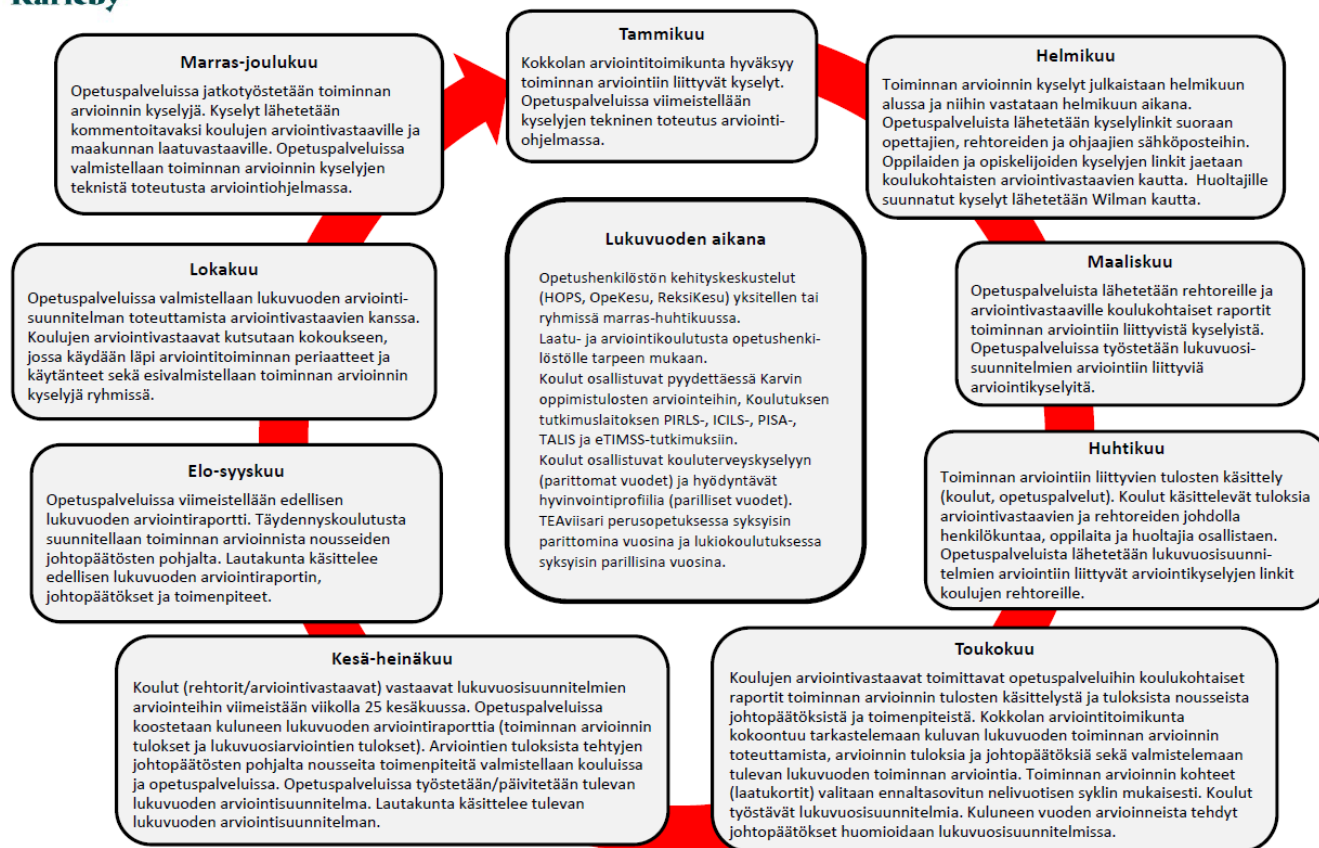 Karleby
Tammikuu
Kokkolan arviointitoimikunta hyväksyy
toiminnan arviointiin liittyvät kyselyt.
Opetuspalveluissa viimeistellään
kyselyjen tekninen toteutus arviointi-
ohjelmassa.
Helmikuu
Toiminnan arvioinnin kyselyt julkaistaan helmikuun
alussa ja niihin vastataan helmikuun aikana.
Opetuspalveluista lähetetään kyselylinkit suoraan
opettajien, rehtoreiden ja ohjaajien sähköposteihin.
Oppilaiden ja opiskelijoiden kyselyjen linkit jaetaan
koulukohtaisten arviointivastaavien kautta.  Huoltajille
suunnatut kyselyt lähetetään Wilman kautta.
Maaliskuu
Opetuspalveluista lähetetään rehtoreille ja
arviointivastaaville koulukohtaiset raportit
toiminnan arviointiin liittyvistä kyselyistä.
Opetuspalveluissa työstetään lukuvuosi-
suunnitelmien arviointiin liittyviä
arviointikyselyitä.
Huhtikuu
Toiminnan arviointiin liittyvien tulosten käsittely
(koulut, opetuspalvelut). Koulut käsittelevät tuloksia
arviointivastaavien ja rehtoreiden johdolla
henkilökuntaa, oppilaita ja huoltajia osallistaen.
Opetuspalveluista lähetetään lukuvuosisuunni-
telmien arviointiin liittyvät arviointikyselyjen linkit
koulujen rehtoreille.
Toukokuu
Koulujen arviointivastaavat toimittavat opetuspalveluihin koulukohtaiset
raportit toiminnan arvioinnin tulosten käsittelystä ja tuloksista nousseista
johtopäätöksistä ja toimenpiteistä. Kokkolan arviointitoimikunta
kokoontuu tarkastelemaan kuluvan lukuvuoden toiminnan arvioinnin
toteuttamista, arvioinnin tuloksia ja johtopäätöksiä sekä valmistelemaan
tulevan lukuvuoden toiminnan arviointia. Toiminnan arvioinnin kohteet
(laatukortit) valitaan ennaltasovitun nelivuotisen syklin mukaisesti. Koulut
työstävät lukuvuosisuunnitelmia. Kuluneen vuoden arvioinneista tehdyt
johtopäätökset huomioidaan lukuvuosisuunnitelmissa.
Kesä-heinäkuu
Koulut (rehtorit/arviointivastaavat) vastaavat lukuvuosisuunnitelmien
arviointeihin viimeistään viikolla 25 kesäkuussa. Opetuspalveluissa
koostetaan kuluneen lukuvuoden arviointiraporttia (toiminnan arvioinnin
tulokset ja lukuvuosiarviointien tulokset). Arviointien tuloksista tehtyjen
johtopäätösten pohjalta nousseita toimenpiteitä valmistellaan kouluissa
ja opetuspalveluissa. Opetuspalveluissa työstetään/päivitetään tulevan
lukuvuoden arviointisuunnitelma. Lautakunta käsittelee tulevan
lukuvuoden arviointisuunnitelman.
Elo-syyskuu
Opetuspalveluissa viimeistellään edellisen
lukuvuoden arviointiraportti. Täydennyskoulutusta
suunnitellaan toiminnan arvioinnista nousseiden
johtopäätösten pohjalta. Lautakunta käsittelee
edellisen lukuvuoden arviointiraportin,
johtopäätökset ja toimenpiteet.
Lokakuu
Opetuspalveluissa valmistellaan lukuvuoden arviointi-
suunnitelman toteuttamista arviointivastaavien kanssa.
Koulujen arviointivastaavat kutsutaan kokoukseen,
jossa käydään läpi arviointitoiminnan periaatteet ja
käytänteet sekä esivalmistellaan toiminnan arvioinnin
kyselyjä ryhmissä.
Marras-joulukuu
Opetuspalveluissa jatkotyöstetään toiminnan
arvioinnin kyselyjä. Kyselyt lähetetään
kommentoitavaksi koulujen arviointivastaaville ja
maakunnan laatuvastaaville. Opetuspalveluissa
valmistellaan toiminnan arvioinnin kyselyjen
teknistä toteutusta arviointiohjelmassa.
Lukuvuoden aikana
Opetushenkilöstön kehityskeskustelut
(HOPS, OpeKesu, ReksiKesu) yksitellen tai
ryhmissä marras-huhtikuussa.
Laatu- ja arviointikoulutusta opetushenki-
löstölle tarpeen mukaan.
Koulut osallistuvat pyydettäessä Karvin
oppimistulosten arviointeihin, Koulutuksen
tutkimuslaitoksen PIRLS-, ICILS-, PISA-,
TALIS ja eTIMSS-tutkimuksiin.
Koulut osallistuvat kouluterveyskyselyyn
(parittomat vuodet) ja hyödyntävät
hyvinvointiprofiilia (parilliset vuodet).
TEAviisari perusopetuksessa syksyisin
parittomina vuosina ja lukiokoulutuksessa
syksyisin parillisina vuosina.